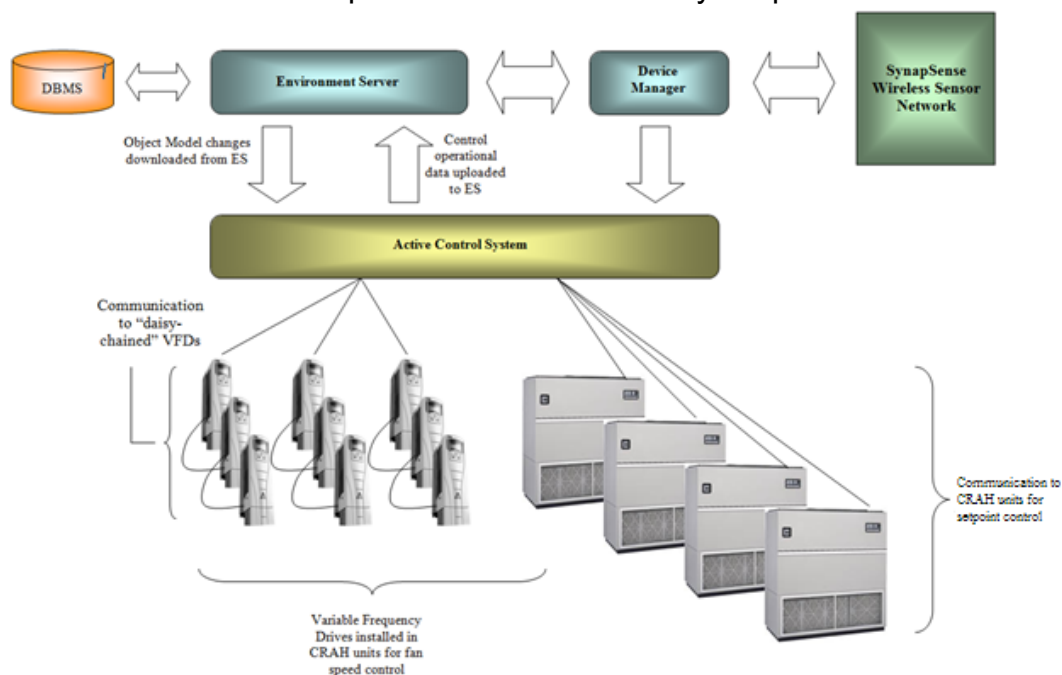 DBMS
Environment Server
Device
Manager
SynapSense
Wireless Sensor
Network
Object Model changes
downloaded from ES
Control
operational
data uploaded
to ES
Active Control System
Communication
to “daisy-
chained” VFDs
Communication to
CRAH units for
setpoint control
Variable Frequency
Drives installed in
CRAH units for fan
speed control